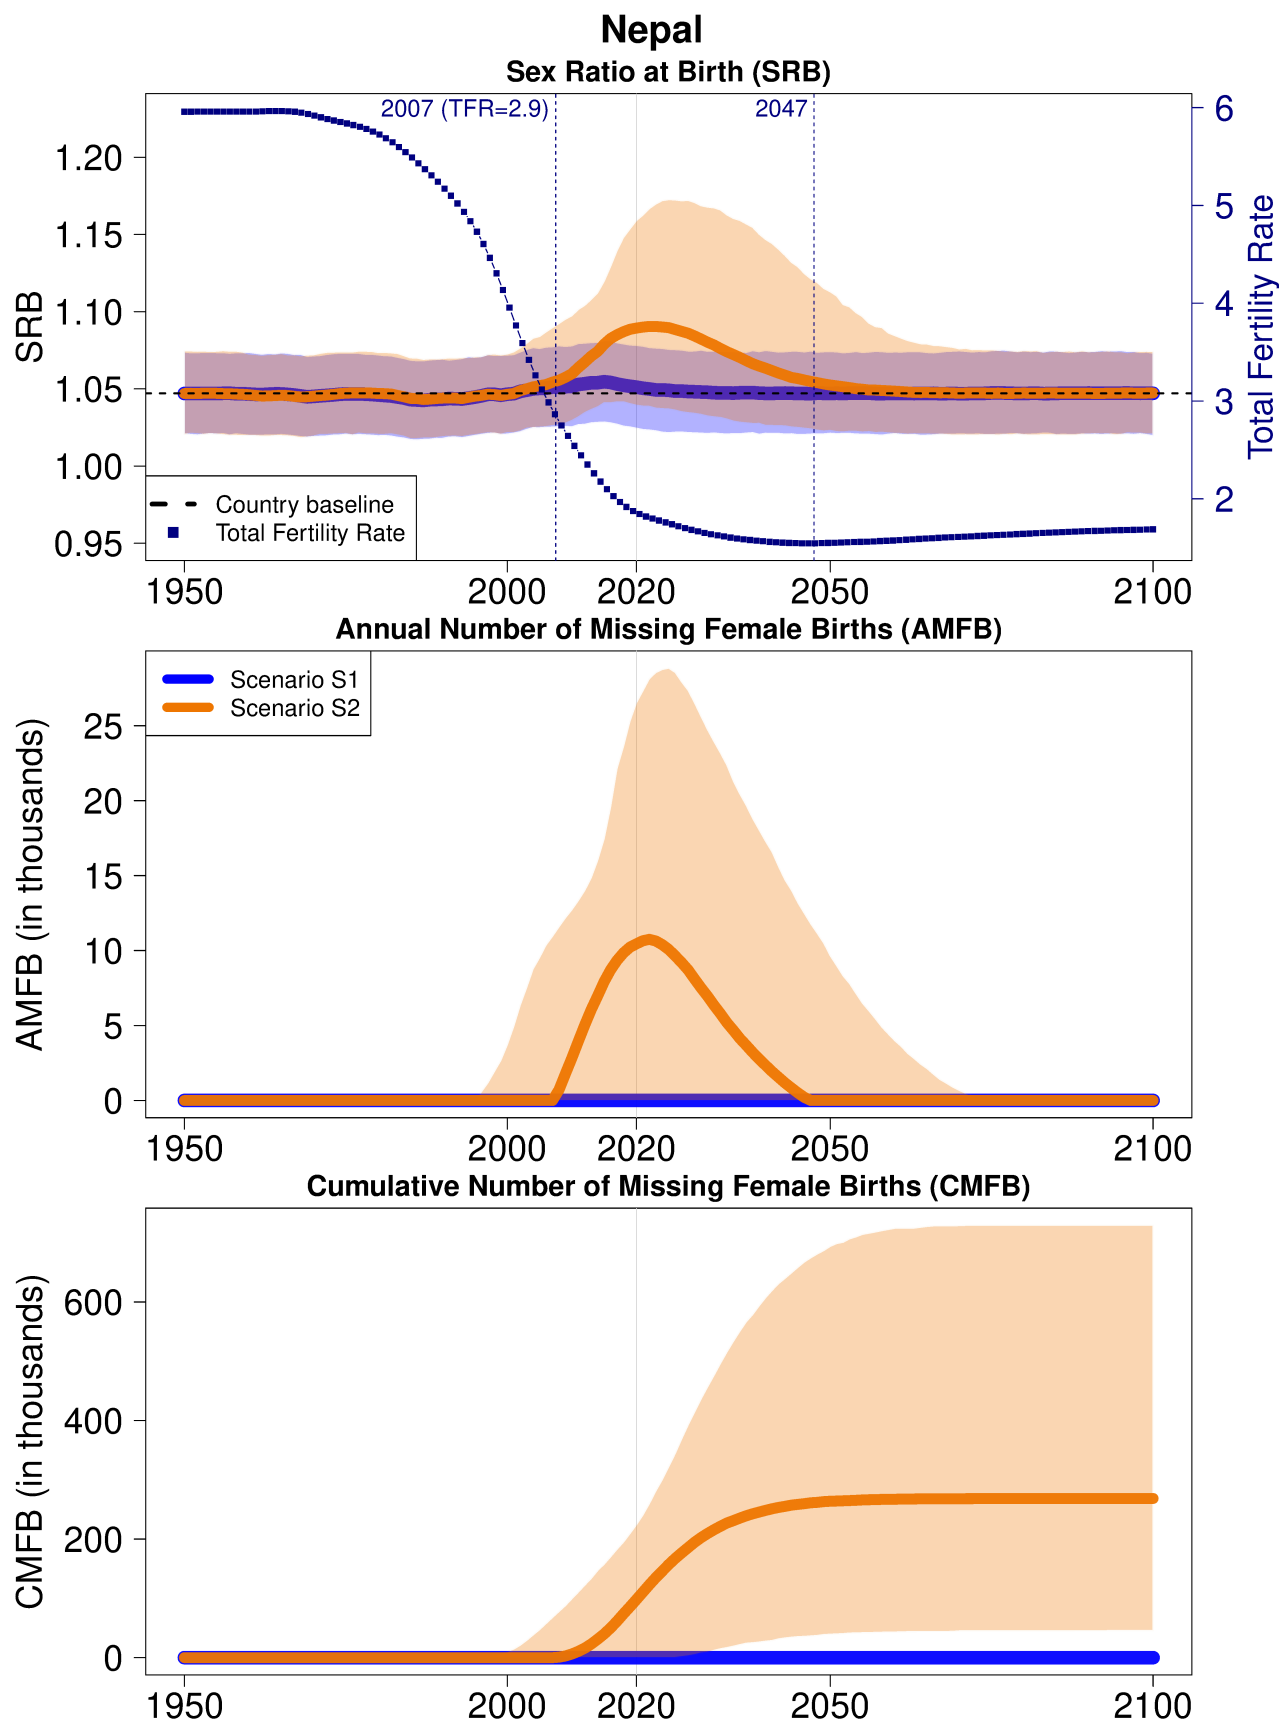 Nepal
Sex Ratio at Birth (SRB)
2007 (TFR=2.9)
2047
SRB
1.20
1.15
1.10
1.05
1.00
0.95
Total Fertility Rate
6
5
4
3
2
Country baseline
Total Fertility Rate
1950 2000 2020 2050 2100
Annual Number of Missing Female Births (AMFB)
Scenario S1
Scenario S2
AMFB (in thousands)
25
20
15
10
5
0
1950 2000 2020 2050 2100
Cumulative Number of Missing Female Births (CMFB)
CMFB (in thousands)
600
400
200
0
1950 2000 2020 2050 2100